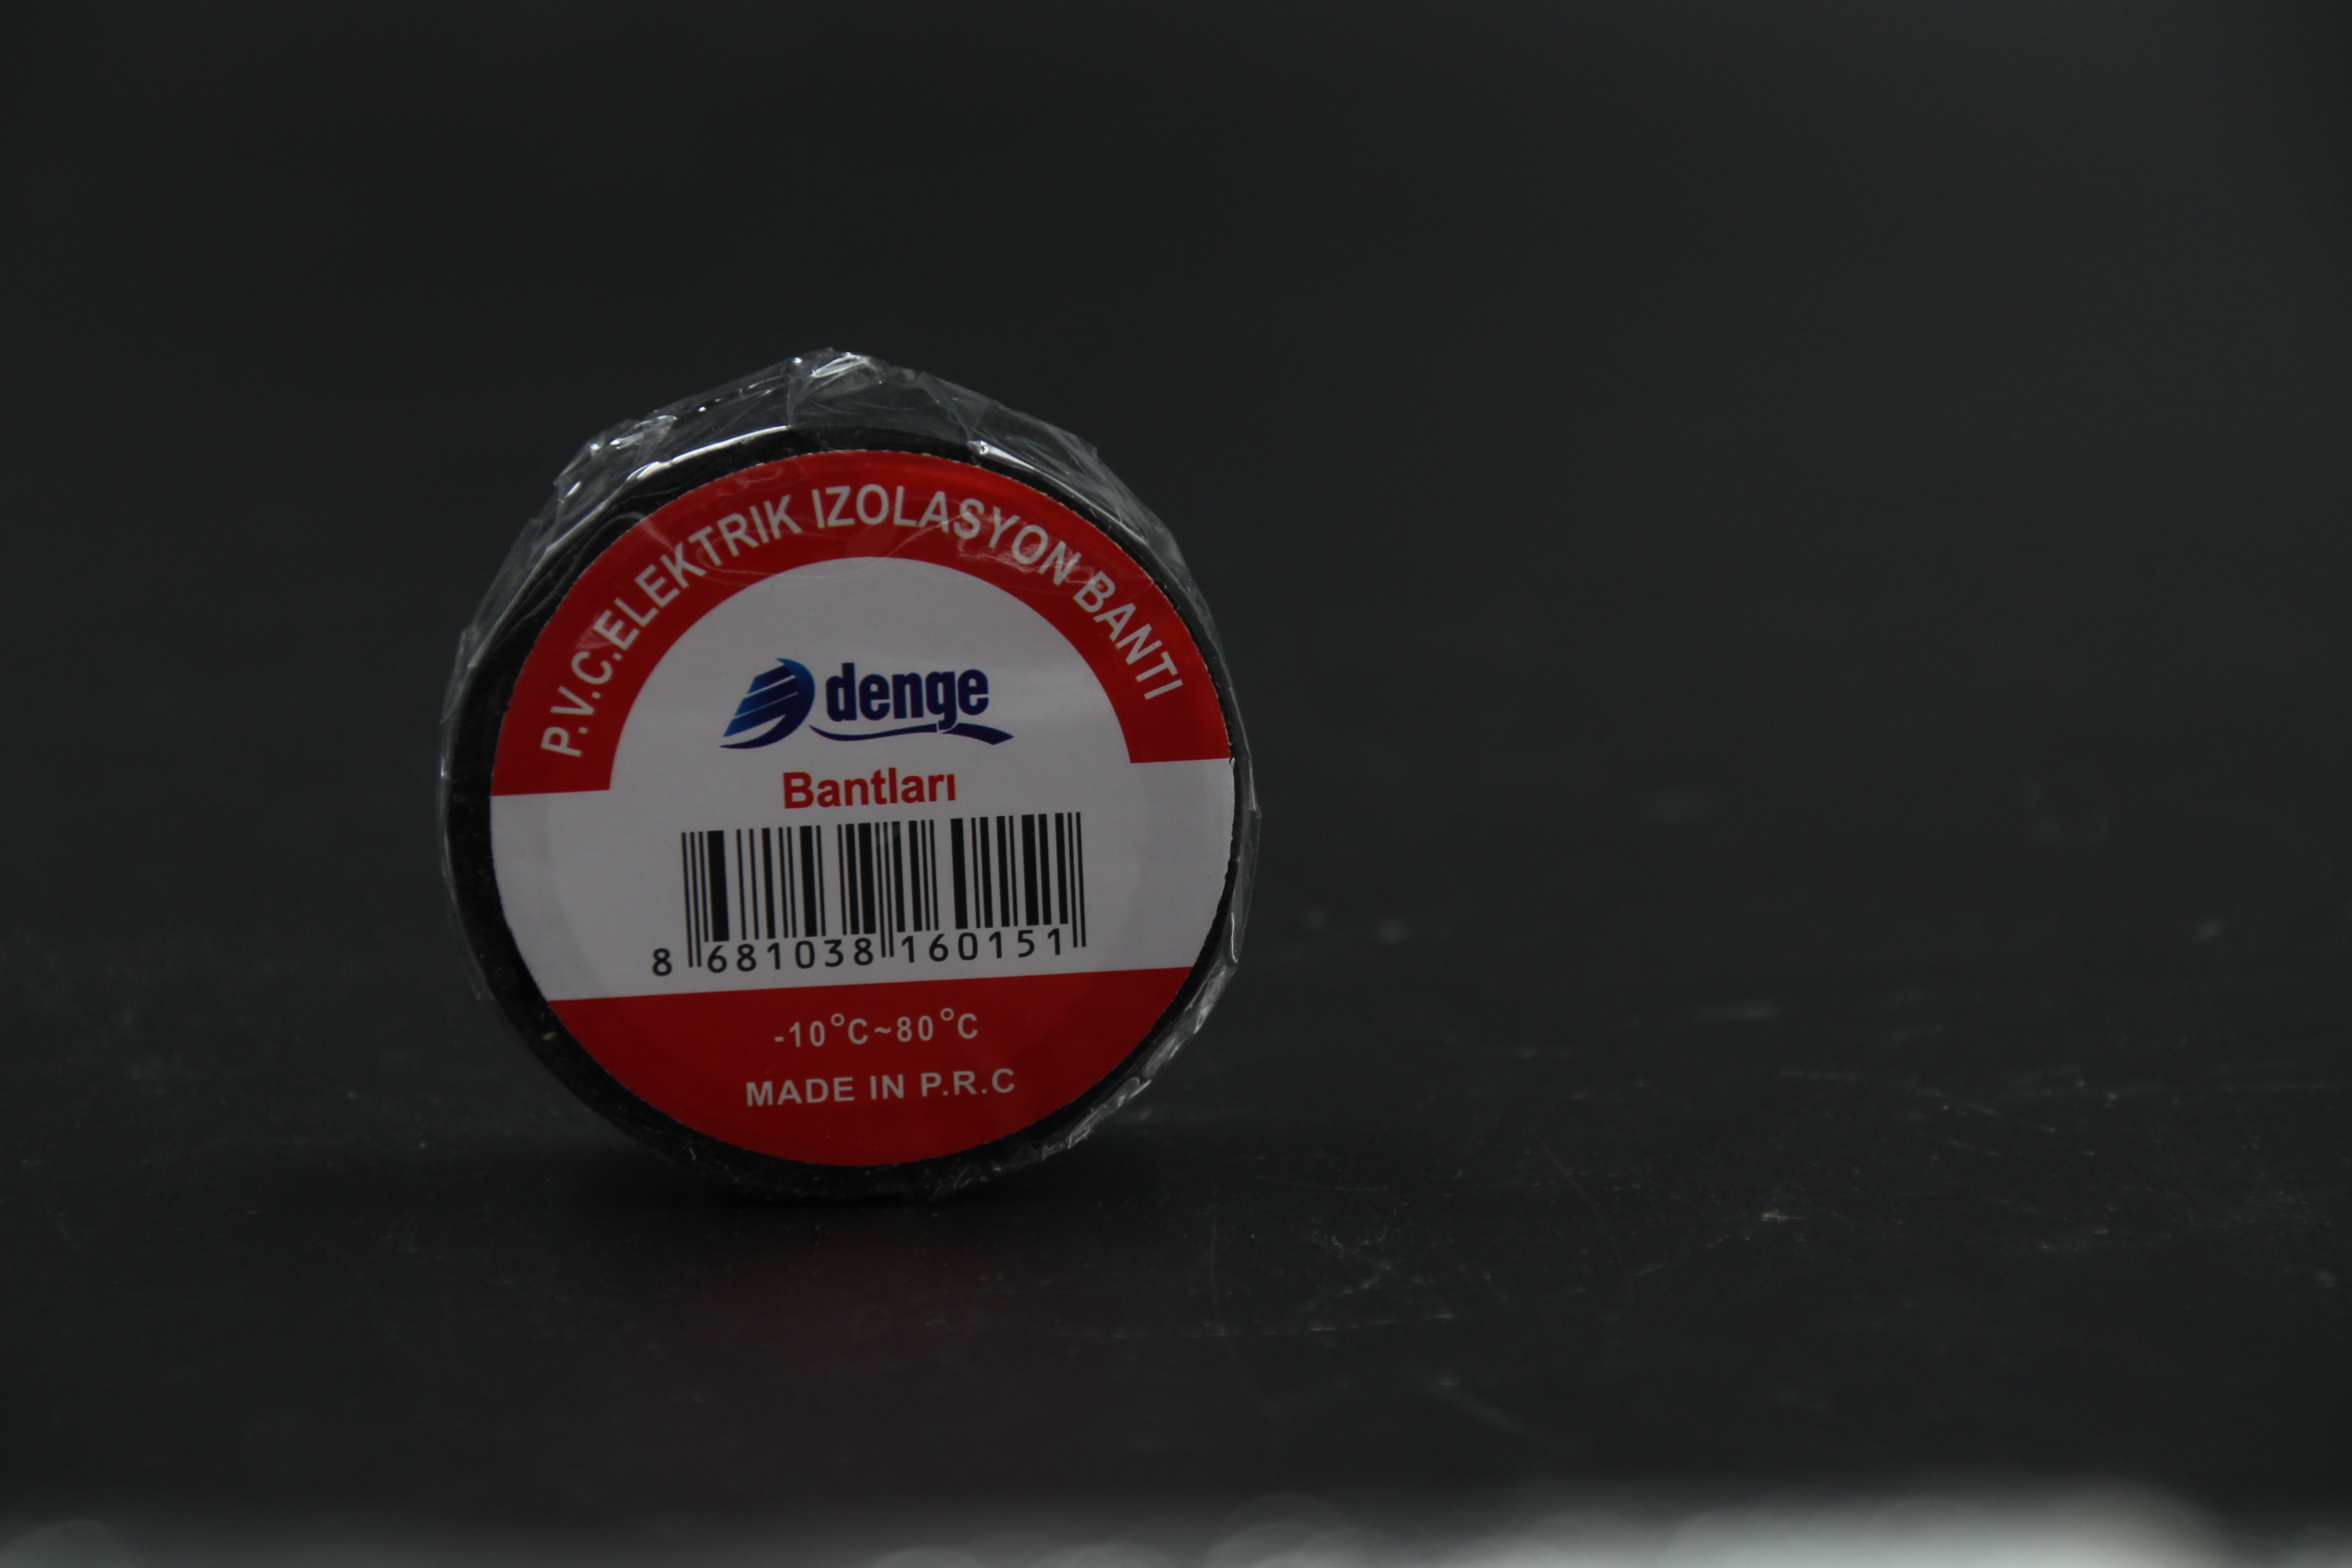 P.V.C.ELEKTRIK IZOLASYON BANTI
denge
Bantları
8 681038 160151
-10°C~80°C
MADE IN P.R.C